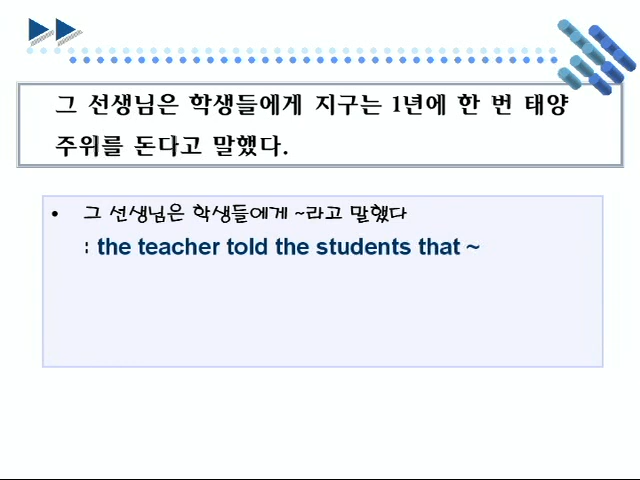 그 선생님은 학생들에게 지구는 1년에 한 번 태양
주위를 돈다고 말했다.
• 그 선생님은 학생들에게 ~라고 말했다
: the teacher told the students that ~